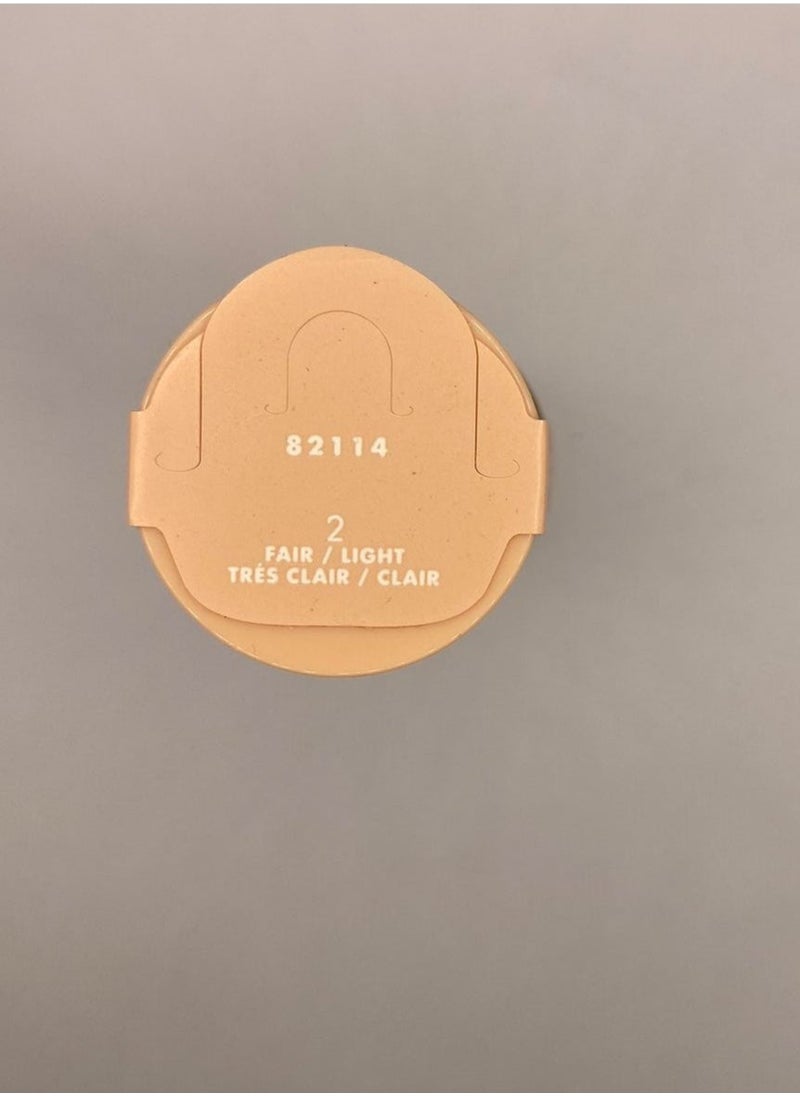 82114
2
FAIR / LIGHT
TRÉS CLAIR / CLAIR